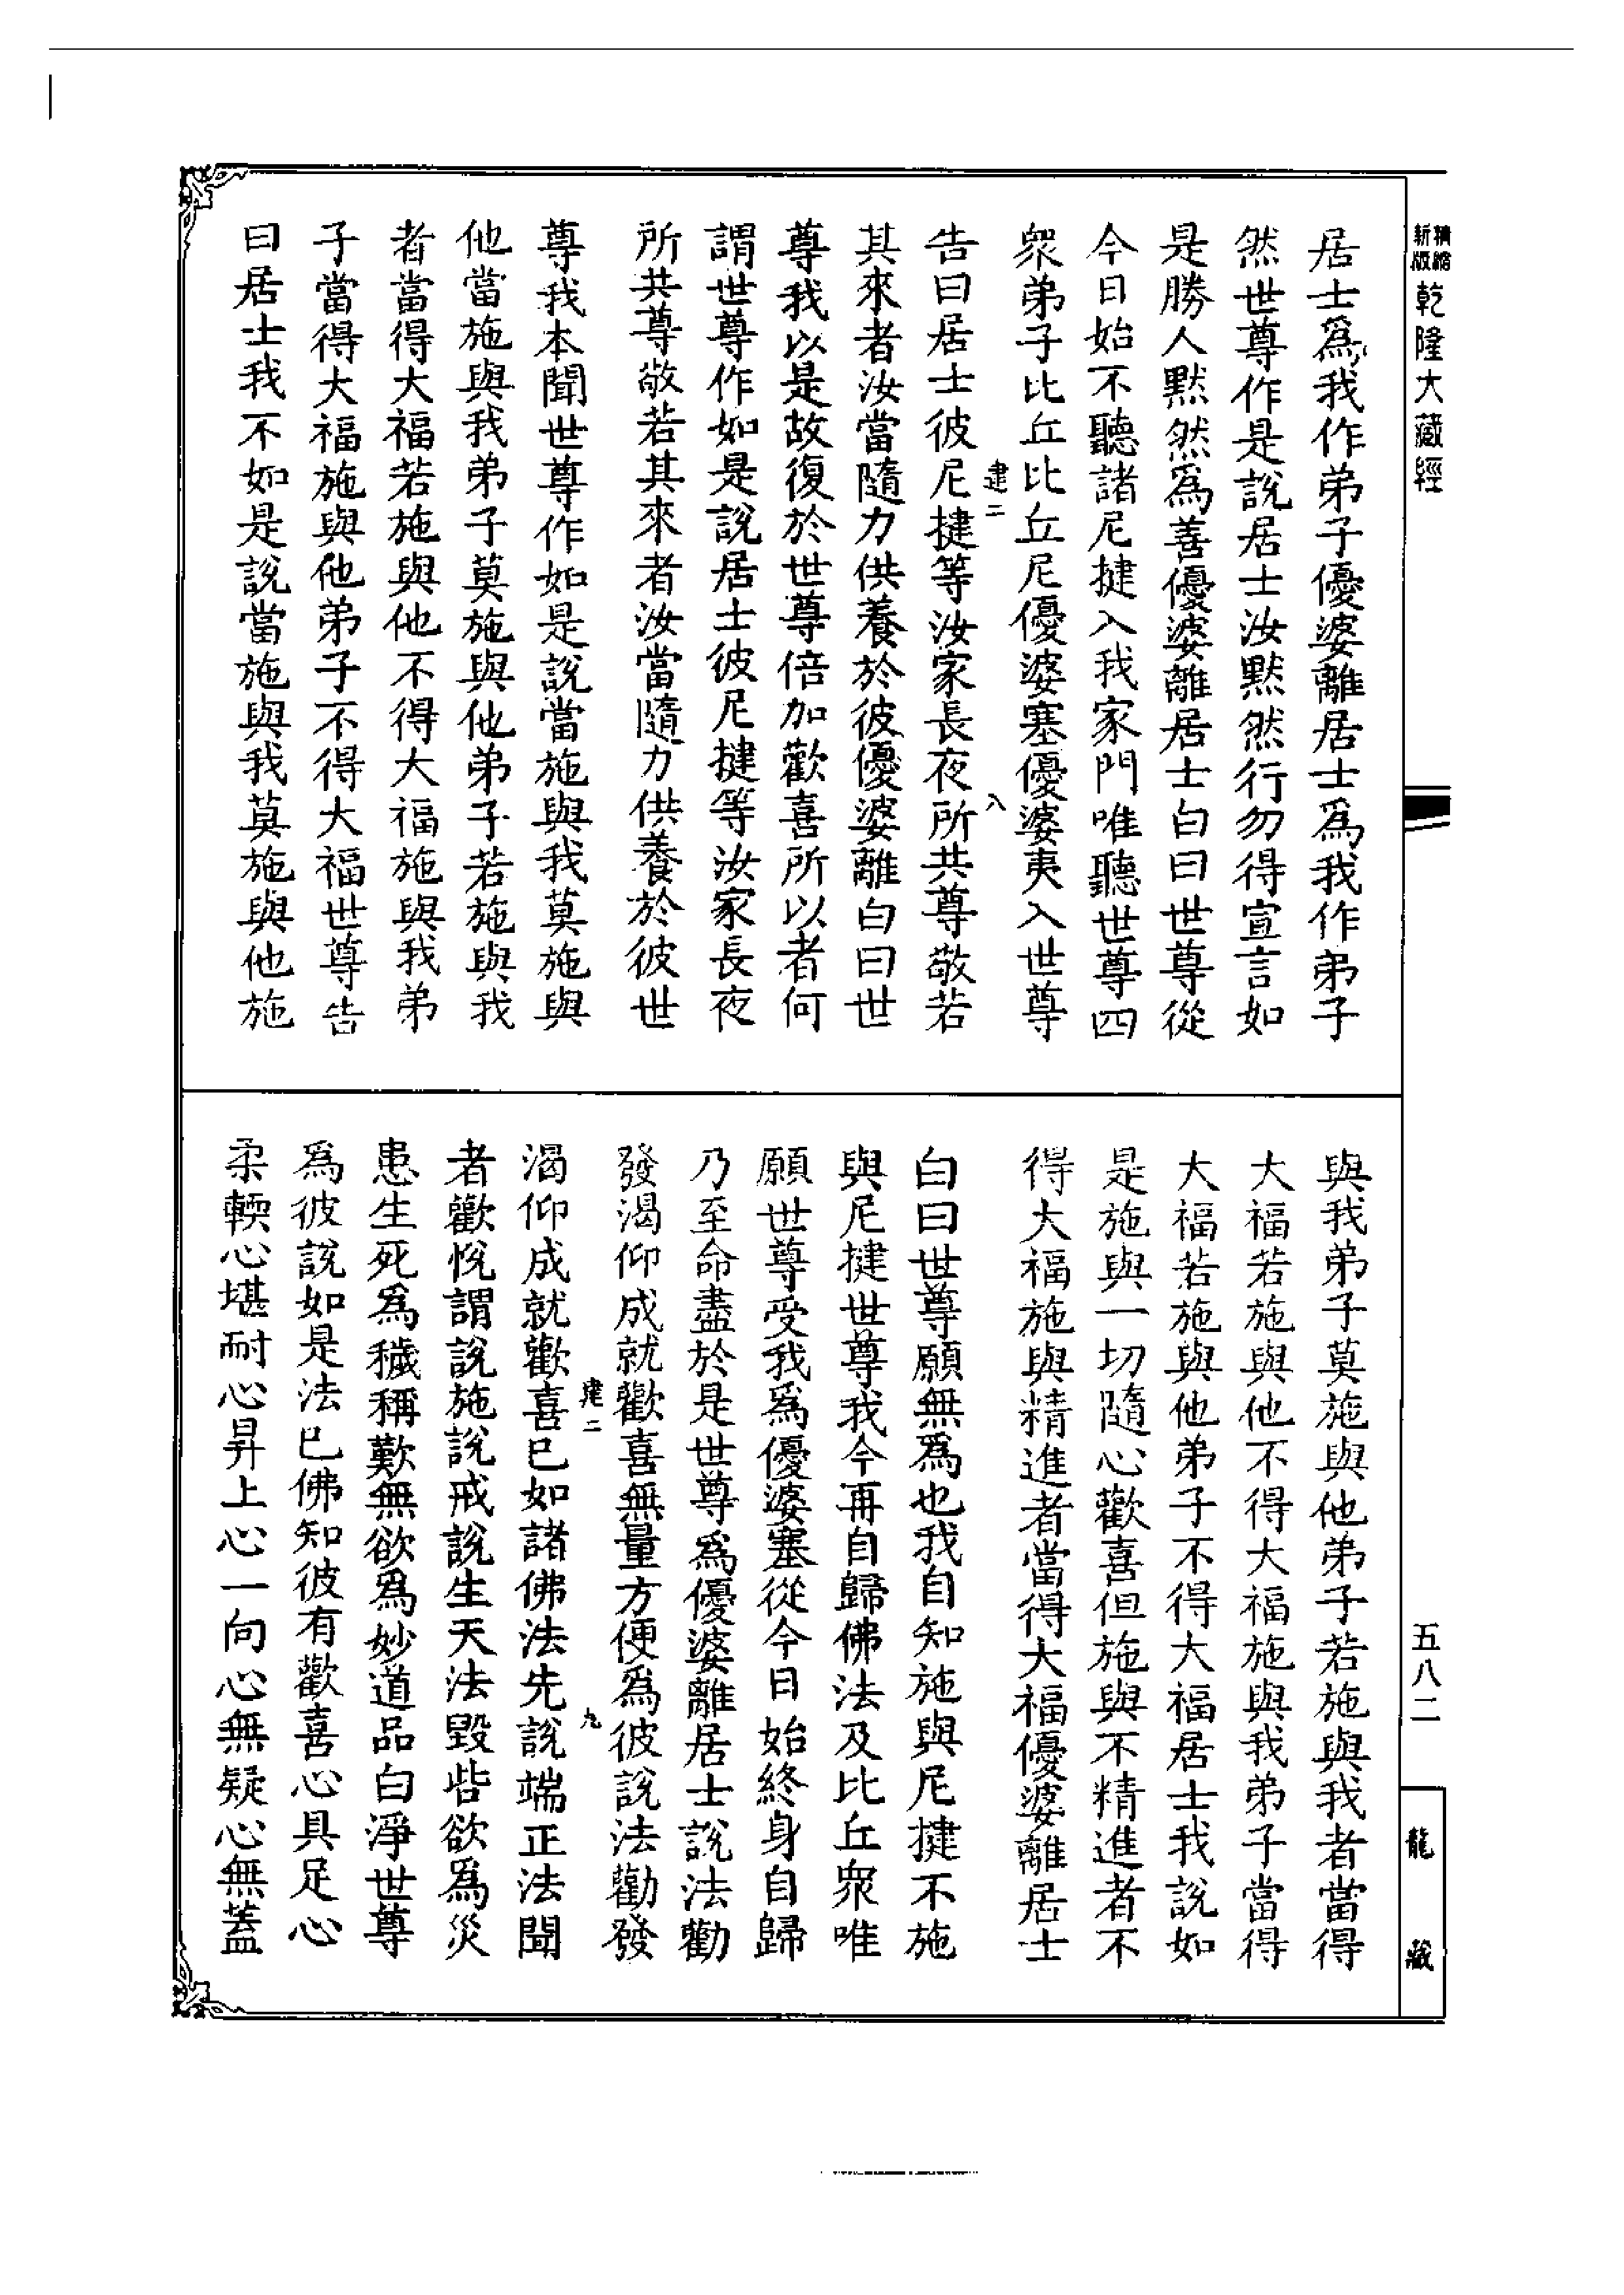 精縮
新版
乾隆大藏經
居士爲我作弟子優婆離居士爲我作弟子
然世尊作是說居士汝默然行勿得宣言如
是勝人默然爲善優婆離居士白曰世尊從
今日始不聽諸尼揵入我家門唯聽世尊四
衆弟子比丘比丘尼優婆塞優婆夷入世尊
建二
八
告曰居士彼尼揵等汝家長夜所共尊敬若
其來者汝當隨力供養於彼優婆離白曰世
尊我以是故復於世尊倍加歡喜所以者何
謂世尊作如是說居士彼尼揵等汝家長夜
所共尊敬若其來者汝當隨力供養於彼世
尊我本聞世尊作如是說當施與我莫施與
他當施與我弟子莫施與他弟子若施與我
者當得大福若施與他不得大福施與我弟
子當得大福施與他弟子不得大福世尊告
曰居士我不如是說當施與我莫施與他施
與我弟子莫施與他弟子若施與我者當得
大福若施與他不得大福施與我弟子當得
大福若施與他弟子不得大福居士我說如
是施與一切隨心歡喜但施與不精進者不
得大福施與精進者當得大福優婆離居士
白曰世尊願無爲也我自知施與尼揵不施
與尼揵世尊我今再自歸佛法及比丘衆唯
願世尊受我爲優婆塞從今日始終身自歸
乃至命盡於是世尊爲優婆離居士說法勸
發渴仰成就歡喜無量方便爲彼說法勸發
建二
九
渴仰成就歡喜已如諸佛法先說端正法聞
者歡悅謂說施說戒說生天法毀呰欲爲災
患生死爲穢稱歎無欲爲妙道品白淨世尊
爲彼說如是法已佛知彼有歡喜心具足心
柔輭心堪耐心昇上心一向心無疑心無蓋
五八二
龍藏